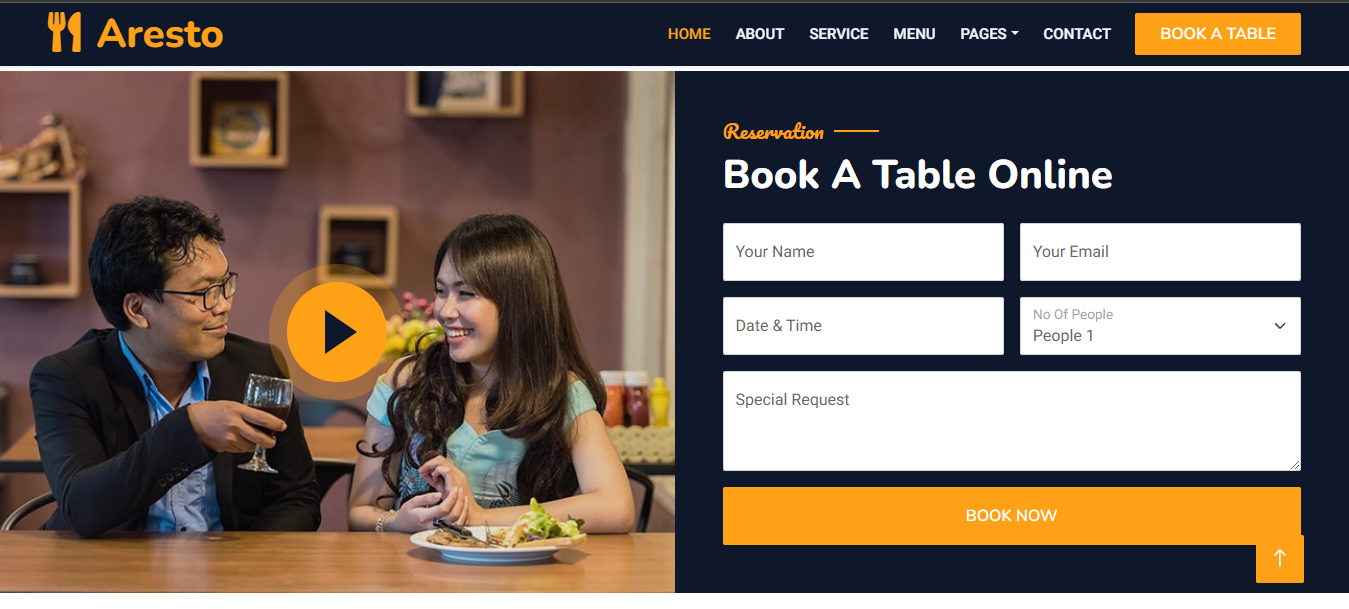 Aresto
HOME ABOUT SERVICE MENU PAGES CONTACT BOOK A TABLE
Reservation
Book A Table Online
Your Name
Your Email
Date & Time
No Of People
People 1
Special Request
BOOK NOW